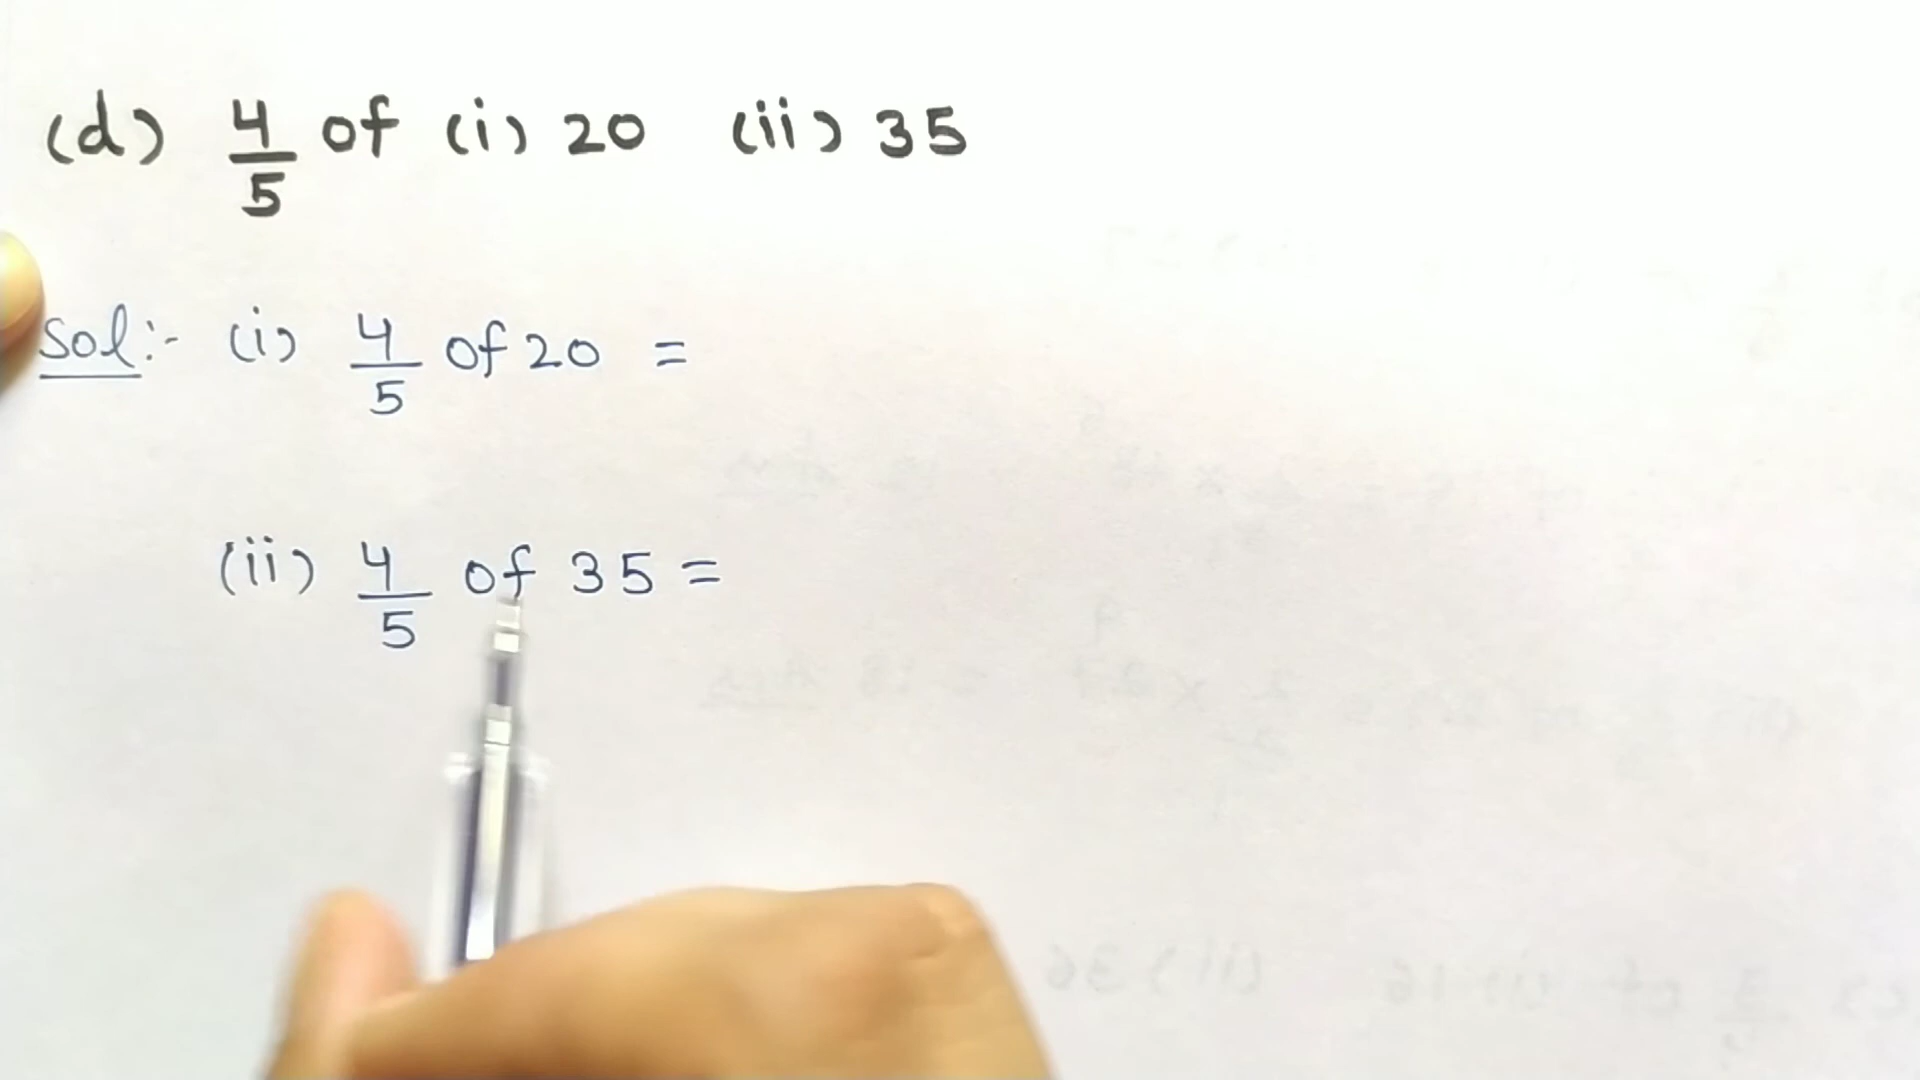 (d) 4/5 of (i) 20 (ii) 35
Sol:- (i) 4/5 of 20 =
(ii) 4/5 of 35 =